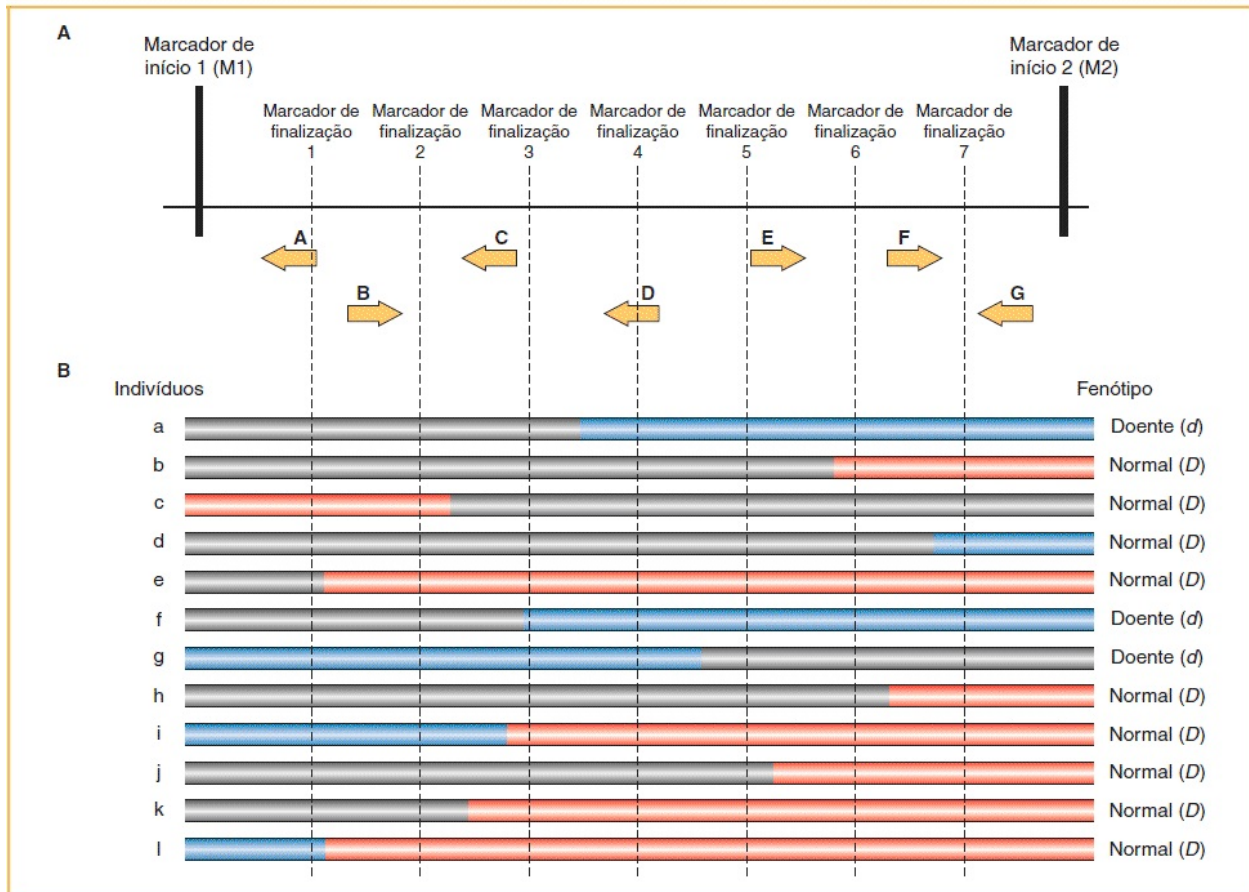 A
Marcador de
início 1 (M1)
Marcador de
início 2 (M2)
Marcador de
finalização
1
Marcador de
finalização
2
Marcador de
finalização
3
Marcador de
finalização
4
Marcador de
finalização
5
Marcador de
finalização
6
Marcador de
finalização
7
A
C
E
F
B
D
G
B
Indivíduos
Fenótipo
a Doente (d)
b Normal (D)
c Normal (D)
d Normal (D)
e Normal (D)
f Doente (d)
g Doente (d)
h Normal (D)
i Normal (D)
j Normal (D)
k Normal (D)
l Normal (D)